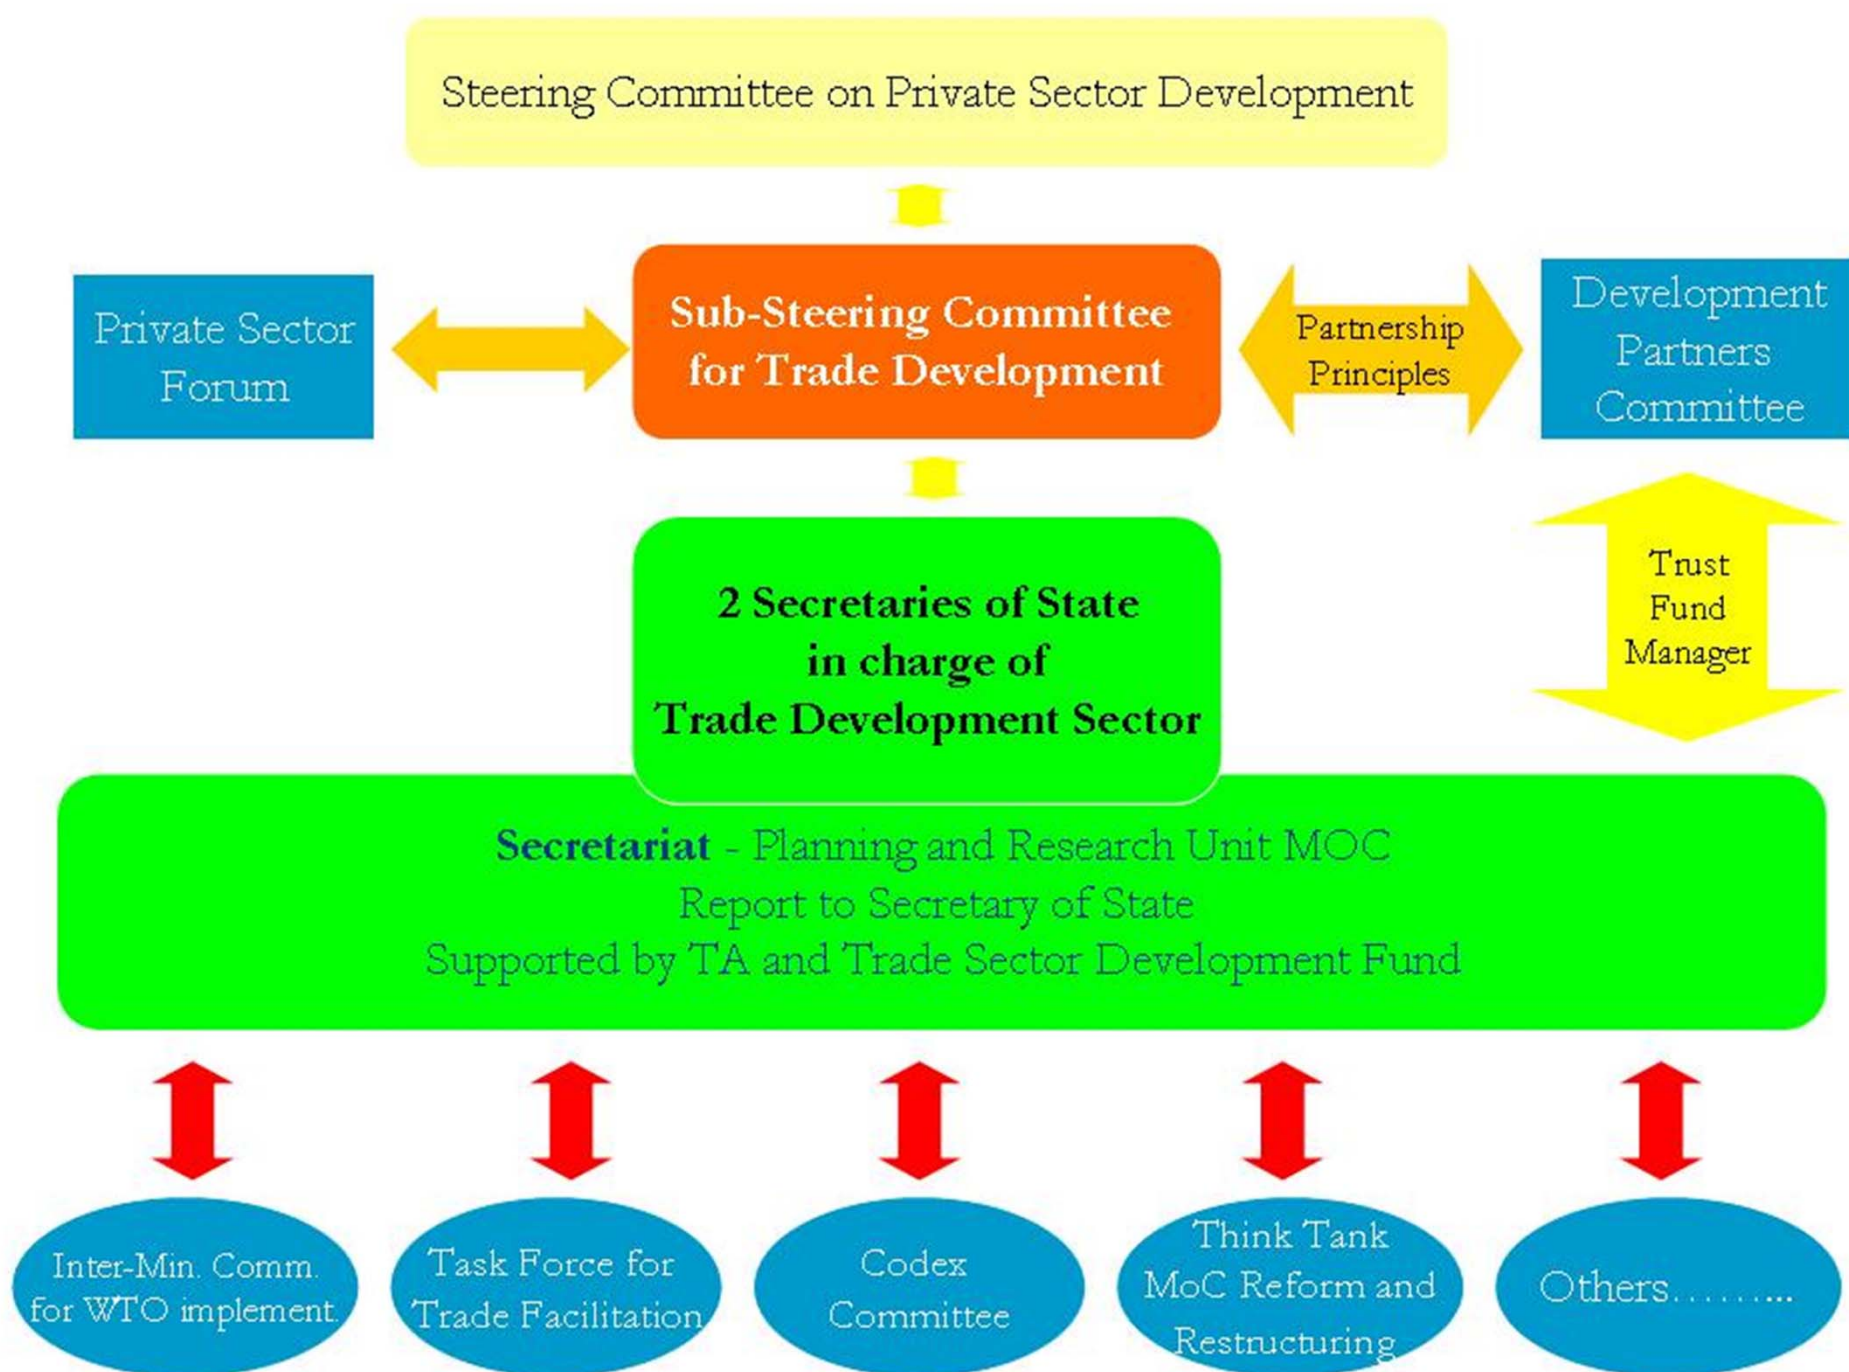 Steering Committee on Private Sector Development
Private Sector
Forum
Sub-Steering Committee
for Trade Development
Partnership
Principles
Development
Partners
Committee
2 Secretaries of State
in charge of
Trade Development Sector
Trust
Fund
Manager
Secretariat - Planning and Research Unit MOC
Report to Secretary of State
Supported by TA and Trade Sector Development Fund
Inter-Min. Comm.
for WTO implement.
Task Force for
Trade Facilitation
Codex
Committee
Think Tank
MoC Reform and
Restructuring
Others……...